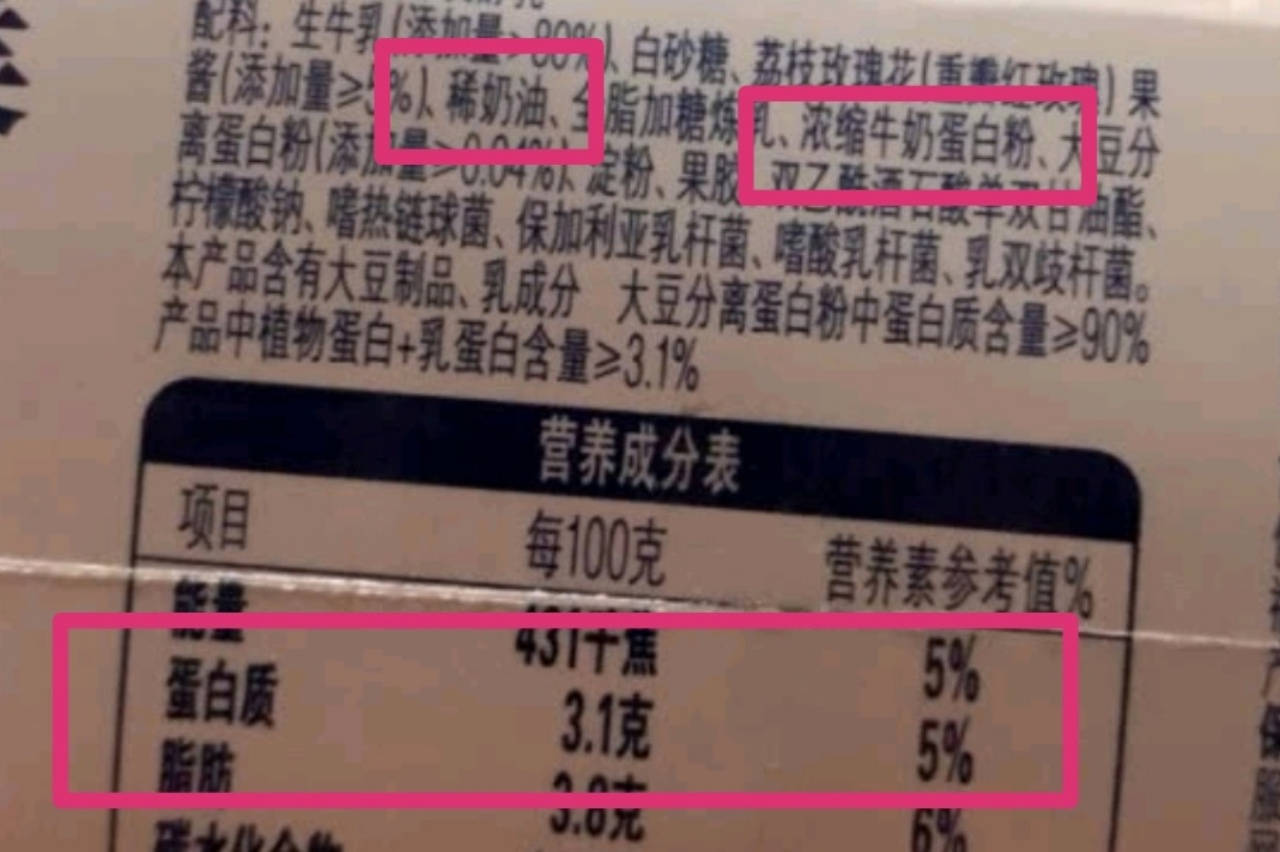 配料：生牛乳(添加量≥80%)、白砂糖、荔枝玫瑰花(重瓣红玫瑰)果
酱(添加量≥5%)、稀奶油、全脂加糖炼乳、浓缩牛奶蛋白粉、大豆分
离蛋白粉(添加量≥0.04%)、淀粉、果胶、双乙酰酒石酸单双甘油酯、
柠檬酸钠、嗜热链球菌、保加利亚乳杆菌、嗜酸乳杆菌、乳双歧杆菌。
本产品含有大豆制品、乳成分 大豆分离蛋白粉中蛋白质含量≥90%
产品中植物蛋白+乳蛋白含量≥3.1%
营养成分表
项目 每100克 营养素参考值%
能量 431千焦 5%
蛋白质 3.1克 5%
脂肪 3.8克 6%
碳水化合物